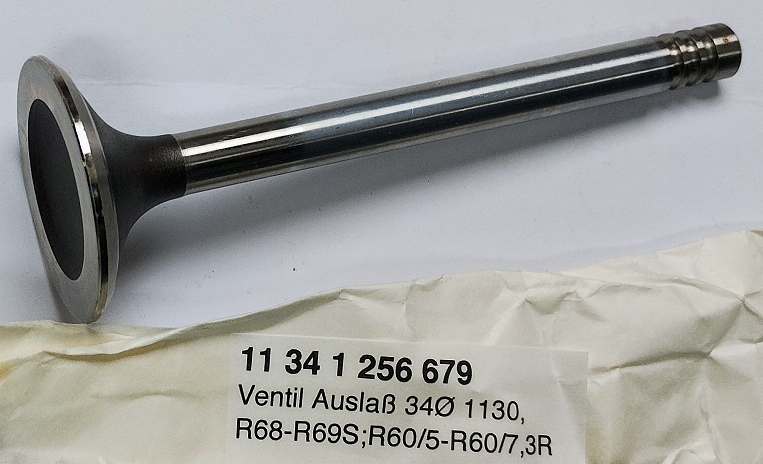 11 34 1 256 679
Ventil Auslaß 34Ø 1130,
R68-R69S;R60/5-R60/7,3R